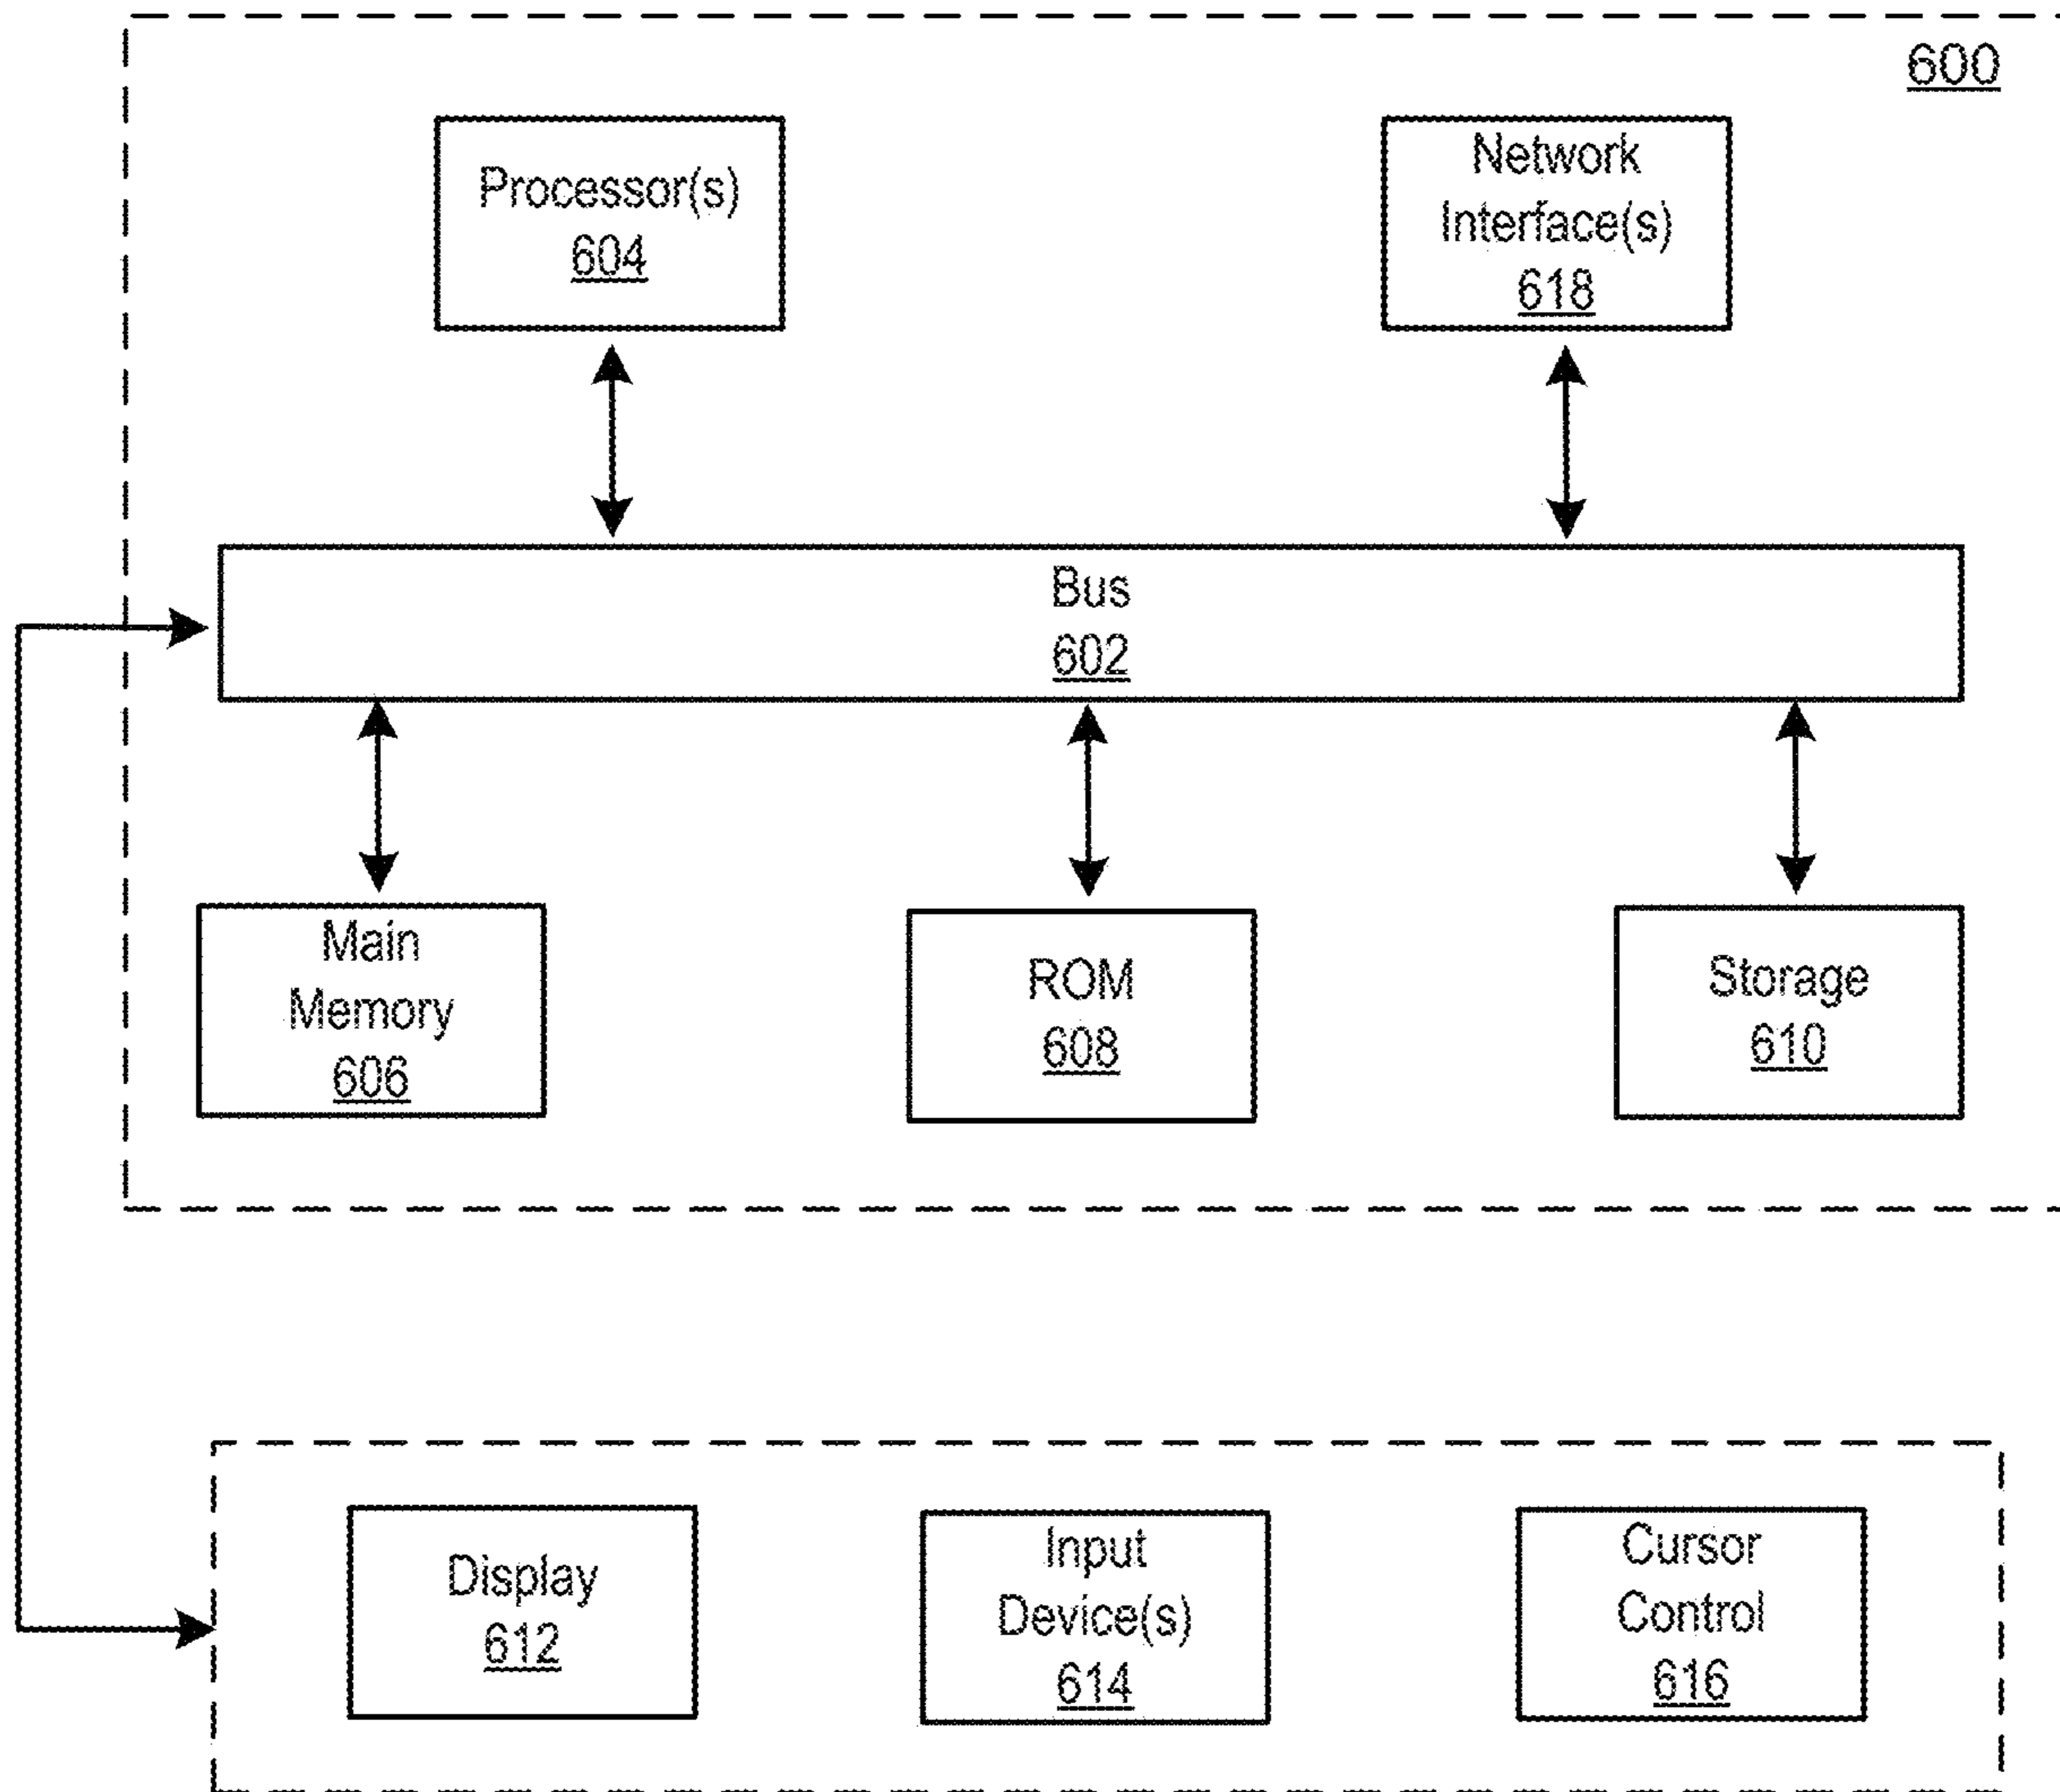 600
Processor(s)
604
Network
Interface(s)
618
Bus
602
Main
Memory
606
ROM
608
Storage
610
Display
612
Input
Device(s)
614
Cursor
Control
616